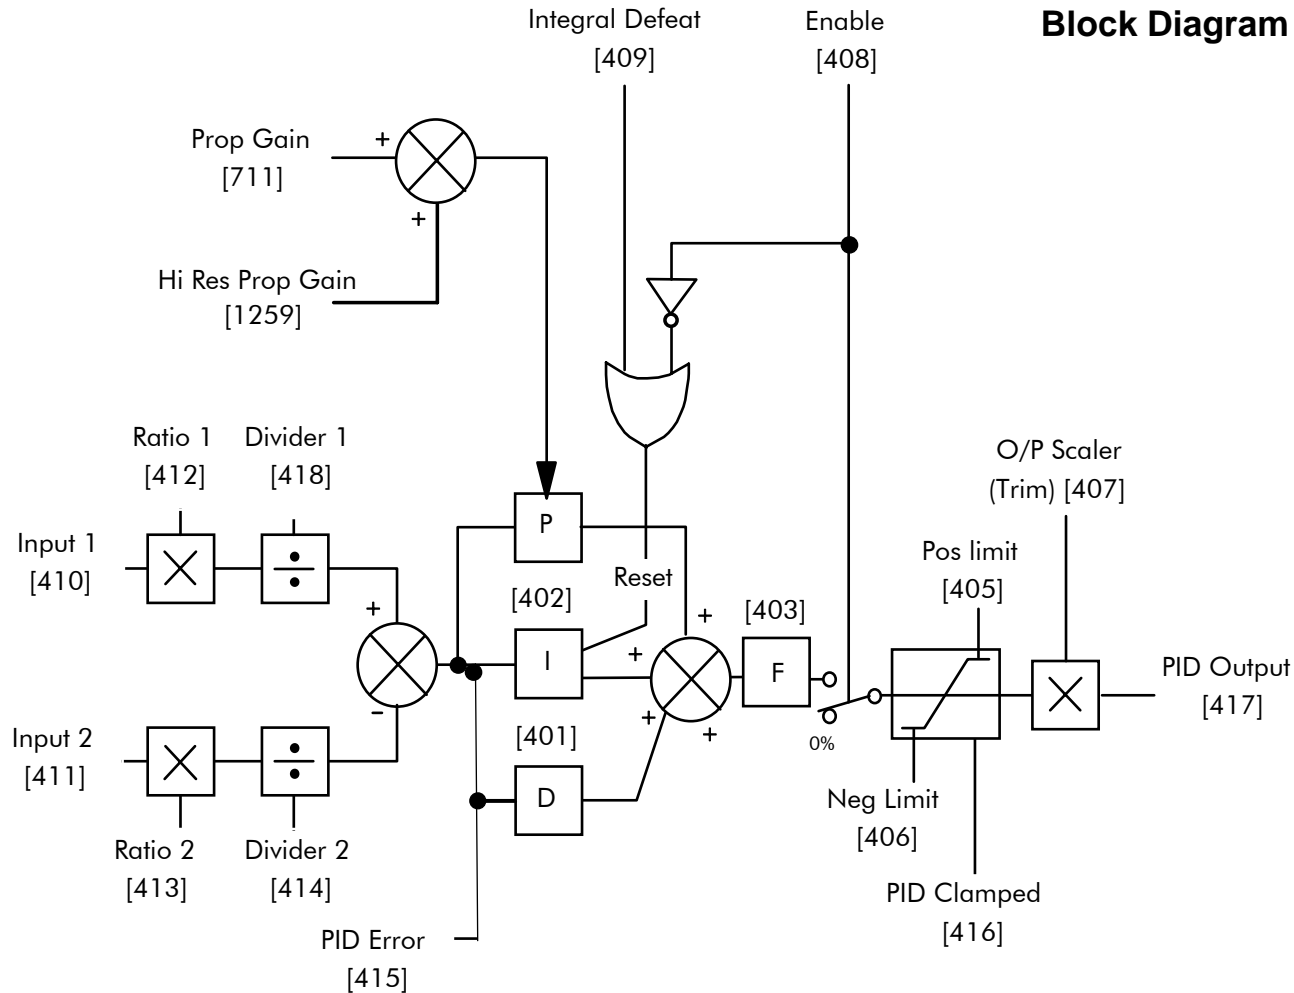 Block Diagram
Integral Defeat
[409]
Enable
[408]
Prop Gain
[711]
+
+
Hi Res Prop Gain
[1259]
Ratio 1
[412]
Divider 1
[418]
O/P Scaler
(Trim) [407]
Input 1
[410]
P
Pos limit
[405]
Reset
[402]
+
[403]
+
I
+
F
PID Output
[417]
-
Input 2
[411]
[401]
+
+
0%
D
Neg Limit
[406]
Ratio 2
[413]
Divider 2
[414]
PID Clamped
[416]
PID Error
[415]